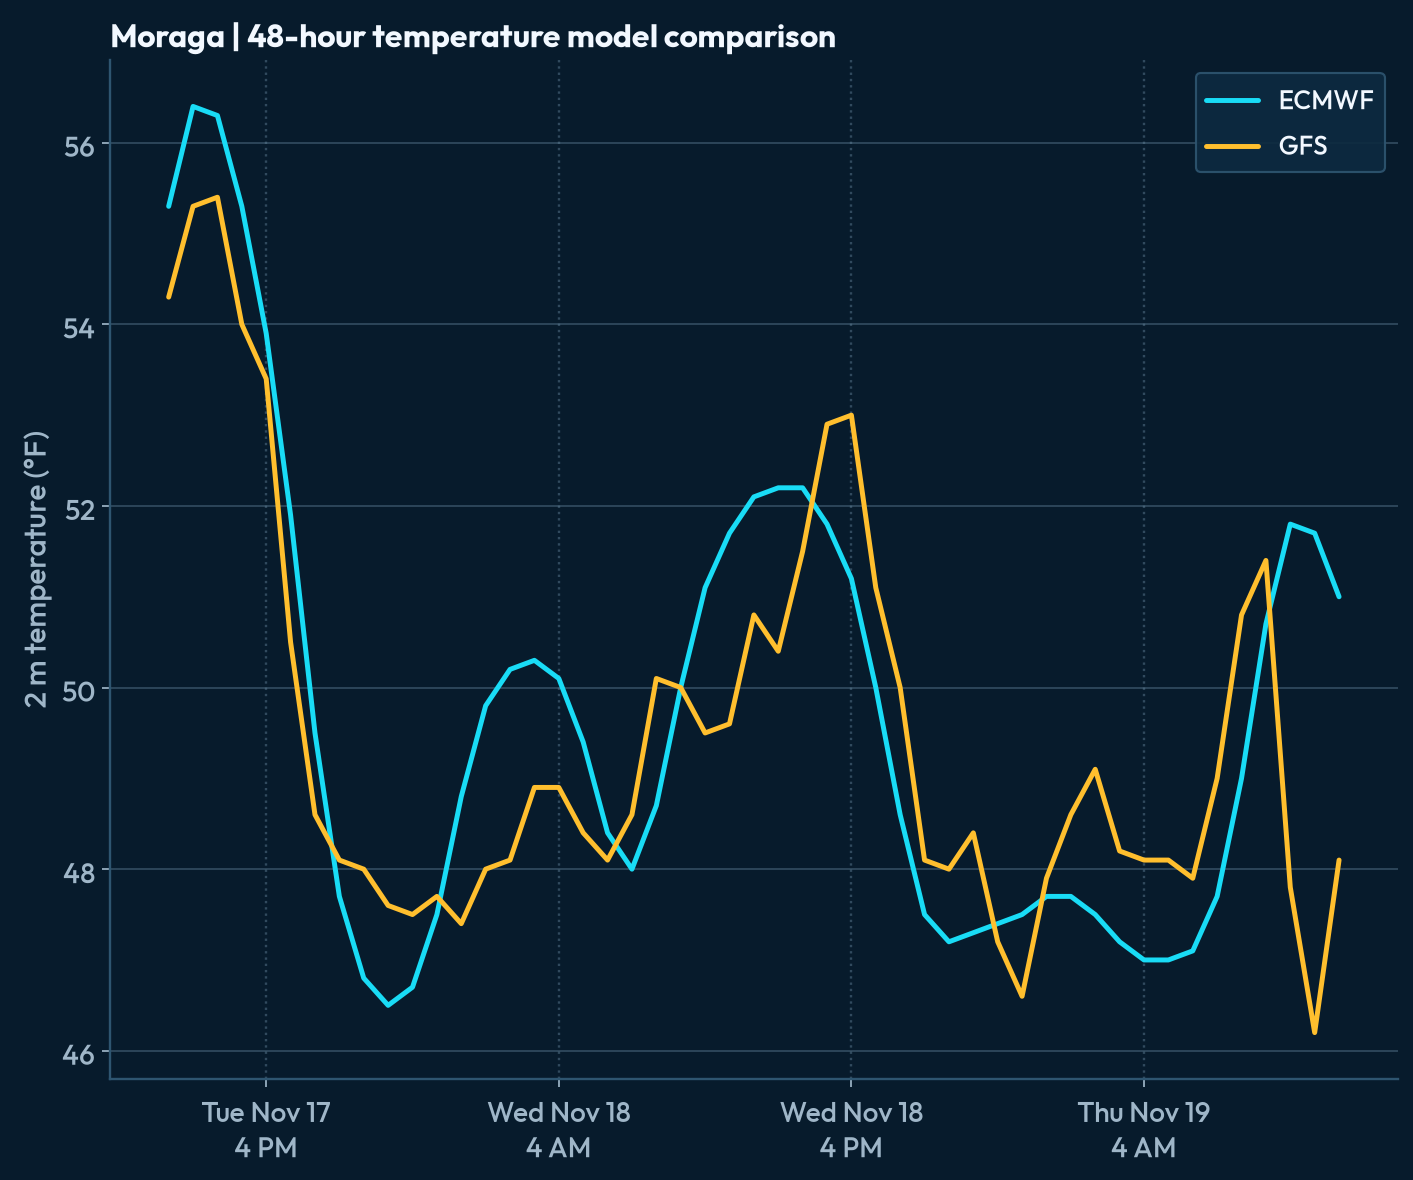 Moraga | 48-hour temperature model comparison
ECMWF
GFS
2 m temperature (°F)
56
54
52
50
48
46
Tue Nov 17
4 PM
Wed Nov 18
4 AM
Wed Nov 18
4 PM
Thu Nov 19
4 AM